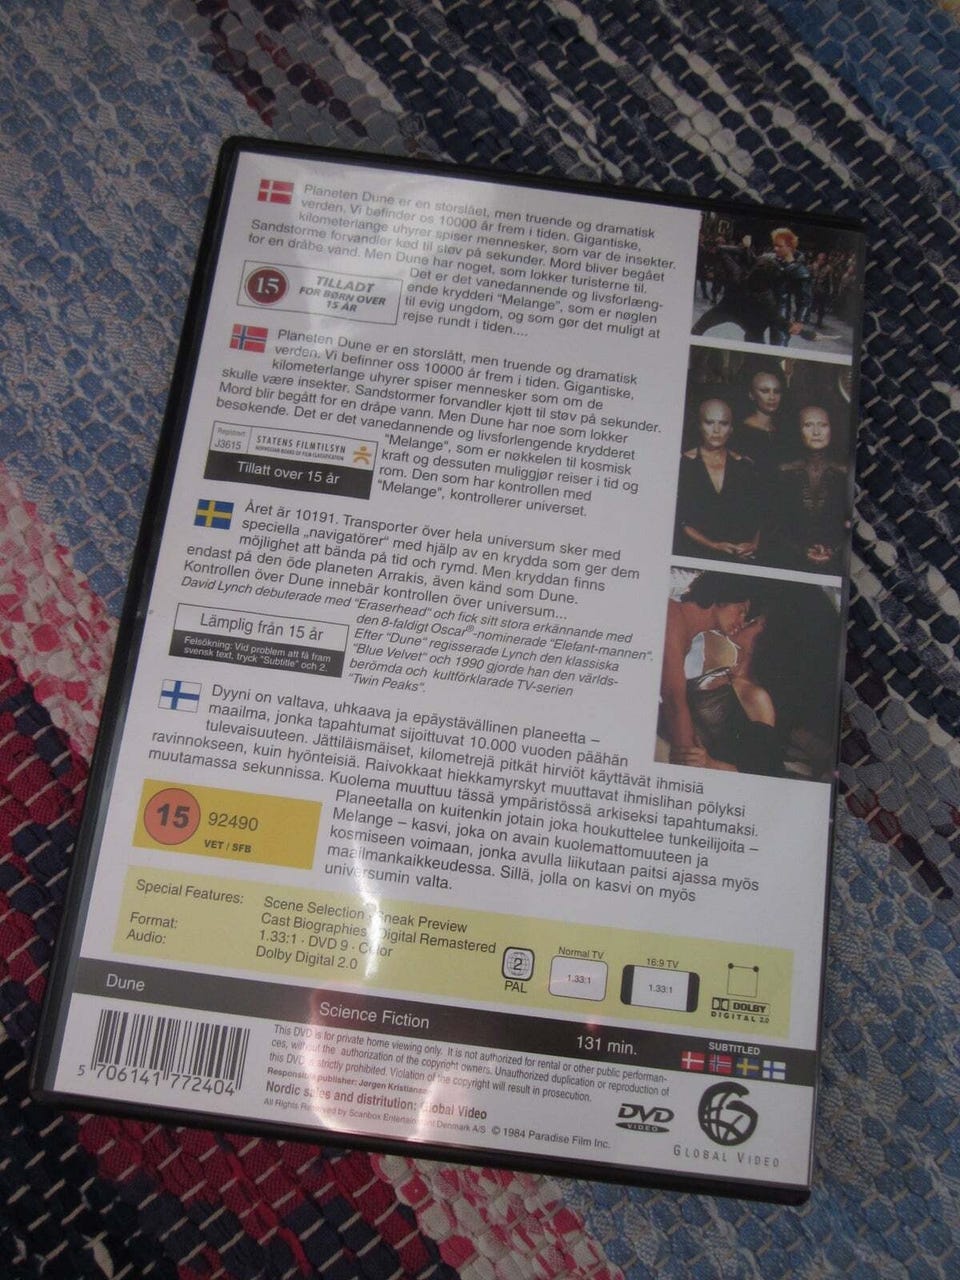 Planeten Dune er en storslået, men truende og dramatisk
verden. Vi befinder os 10000 år frem i tiden. Gigantiske,
kilometerlange uhyrer spiser mennesker, som var de insekter.
Sandstorme forvandler kød til støv på sekunder. Mord bliver begået
for en dråbe vand. Men Dune har noget, som lokker turisterne til.
Det er det vanedannende og livsforlæng-
ende krydderi "Melange", som er nøglen
til evig ungdom, og som gør det muligt at
rejse rundt i tiden....
15
TILLADT
FOR BØRN OVER
15 ÅR
Planeten Dune er en storslått, men truende og dramatisk
verden. Vi befinner oss 10000 år frem i tiden. Gigantiske,
kilometerlange uhyrer spiser mennesker som om de
skulle være insekter. Sandstormer forvandler kjøtt til støv på sekunder.
Mord blir begått for en dråpe vann. Men Dune har noe som lokker
besøkende. Det er det vanedannende og livsforlengende krydderet
"Melange", som er nøkkelen til kosmisk
kraft og dessuten muliggjør reiser i tid og
rom. Den som har kontrollen med
"Melange", kontrollerer universet.
Registrert
J3615
STATENS FILMTILSYN
NORWEGIAN BOARD OF FILM CLASSIFICATION
Tillatt over 15 år
Året är 10191. Transporter över hela universum sker med
speciella „navigatörer" med hjälp av en krydda som ger dem
möjlighet att bända på tid och rymd. Men kryddan finns
endast på den öde planeten Arrakis, även känd som Dune.
Kontrollen över Dune innebär kontrollen över universum...
David Lynch debuterade med "Eraserhead" och fick sitt stora erkännande med
den 8-faldigt Oscar®-nominerade "Elefant-mannen".
Efter "Dune" regisserade Lynch den klassiska
"Blue Velvet" och 1990 gjorde han den världs-
berömda och kultförklarade TV-serien
"Twin Peaks".
Lämplig från 15 år
Felsökning: Vid problem att få fram
svensk text, tryck "Subtitle" och 2.
Dyyni on valtava, uhkaava ja epäystävällinen planeetta –
maailma, jonka tapahtumat sijoittuvat 10.000 vuoden päähän
tulevaisuuteen. Jättiläismäiset, kilometrejä pitkät hirviöt käyttävät ihmisiä
ravinnokseen, kuin hyönteisiä. Raivokkaat hiekkamyrskyt muuttavat ihmislihan pölyksi
muutamassa sekunnissa. Kuolema muuttuu tässä ympäristössä arkiseksi tapahtumaksi.
Planeetalla on kuitenkin jotain joka houkuttelee tunkeilijoita –
Melange – kasvi, joka on avain kuolemattomuuteen ja
kosmiseen voimaan, jonka avulla liikutaan paitsi ajassa myös
maailmankaikkeudessa. Sillä, jolla on kasvi on myös
universumin valta.
15
92490
VET / SFB
Special Features: Scene Selection · Sneak Preview
Cast Biographies · Digital Remastered
Format: 1.33:1 · DVD 9 · Color
Audio: Dolby Digital 2.0
2
PAL
Normal TV
1.33:1
16:9 TV
1.33:1
DOLBY
DIGITAL 2.0
Dune
Science Fiction
131 min.
SUBTITLED
5 706141 772404
This DVD is for private home viewing only. It is not authorized for rental or other public performan-
ces, without the authorization of the copyright owners. Unauthorized duplication or reproduction of
this DVD is strictly prohibited. Violation of the copyright will result in prosecution.
Responsible publisher: Jørgen Kristiansen
Nordic sales and distritution: Global Video
All Rights Reserved by Scanbox Entertainment Denmark A/S © 1984 Paradise Film Inc.
DVD
VIDEO
GLOBAL VIDEO